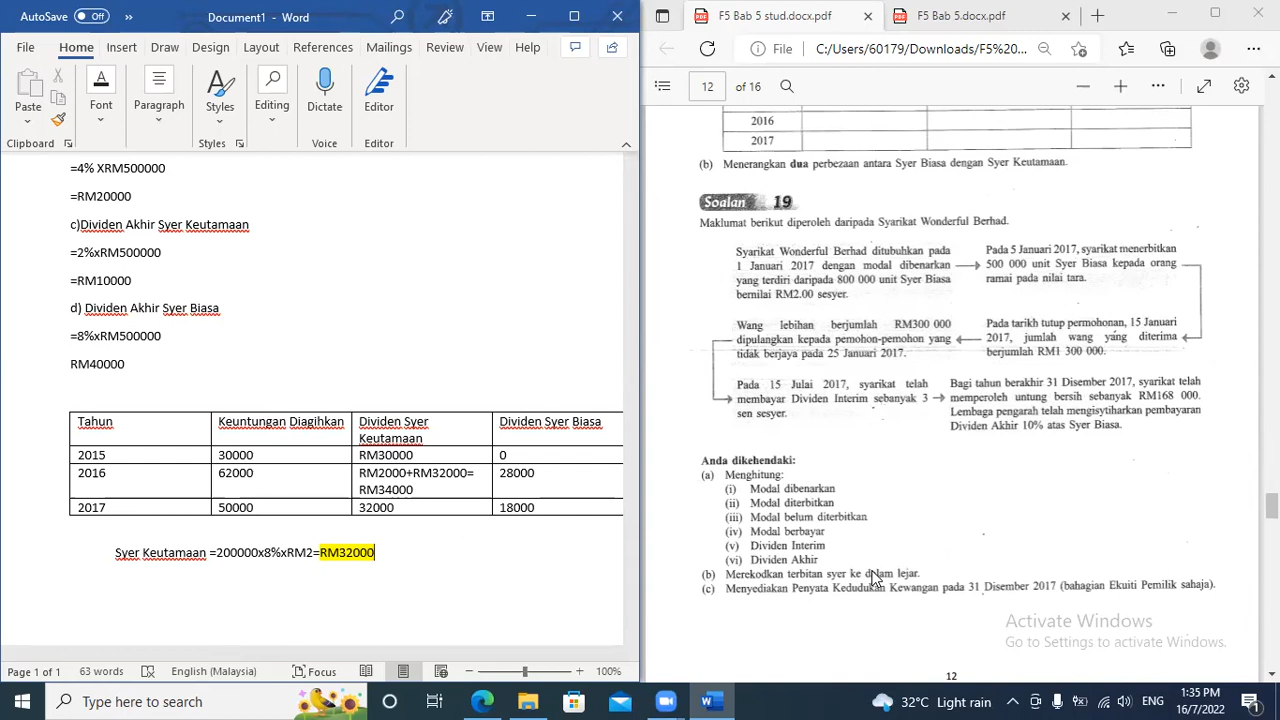 AutoSave Off Document1 - Word
File Home Insert Draw Design Layout References Mailings Review View Help
Paste Font Paragraph Styles Editing Dictate Editor
Clipboard Styles Voice Editor
=4% XRM500000
=RM20000
c)Dividen Akhir Syer Keutamaan
=2%xRM500000
=RM10000
d) Dividen Akhir Syer Biasa
=8%xRM500000
RM40000
Tahun Keuntungan Diagihkan Dividen Syer Keutamaan Dividen Syer Biasa
2015 30000 RM30000 0
2016 62000 RM2000+RM32000= RM34000 28000
2017 50000 32000 18000
Syer Keutamaan =200000x8%xRM2=RM32000
Page 1 of 1 63 words English (Malaysia) Focus 100%
F5 Bab 5 stud.docx.pdf F5 Bab 5.docx.pdf
File C:/Users/60179/Downloads/F5%20...
12 of 16
2016
2017
(b) Menerangkan dua perbezaan antara Syer Biasa dengan Syer Keutamaan.
Soalan 19
Maklumat berikut diperoleh daripada Syarikat Wonderful Berhad.
Syarikat Wonderful Berhad ditubuhkan pada
1 Januari 2017 dengan modal dibenarkan
yang terdiri daripada 800 000 unit Syer Biasa
bernilai RM2.00 sesyer.
Pada 5 Januari 2017, syarikat menerbitkan
500 000 unit Syer Biasa kepada orang
ramai pada nilai tara.
Pada tarikh tutup permohonan, 15 Januari
2017, jumlah wang yang diterima
berjumlah RM1 300 000.
Wang lebihan berjumlah RM300 000
dipulangkan kepada pemohon-pemohon yang
tidak berjaya pada 25 Januari 2017.
Pada 15 Julai 2017, syarikat telah
membayar Dividen Interim sebanyak 3
sen sesyer.
Bagi tahun berakhir 31 Disember 2017, syarikat telah
memperoleh untung bersih sebanyak RM168 000.
Lembaga pengarah telah mengisytiharkan pembayaran
Dividen Akhir 10% atas Syer Biasa.
Anda dikehendaki:
(a) Menghitung:
(i) Modal dibenarkan
(ii) Modal diterbitkan
(iii) Modal belum diterbitkan
(iv) Modal berbayar
(v) Dividen Interim
(vi) Dividen Akhir
(b) Merekodkan terbitan syer ke dalam lejar.
(c) Menyediakan Penyata Kedudukan Kewangan pada 31 Disember 2017 (bahagian Ekuiti Pemilik sahaja).
Activate Windows
Go to Settings to activate Windows.
12
Type here to search
32°C Light rain ENG 1:35 PM
16/7/2022 1